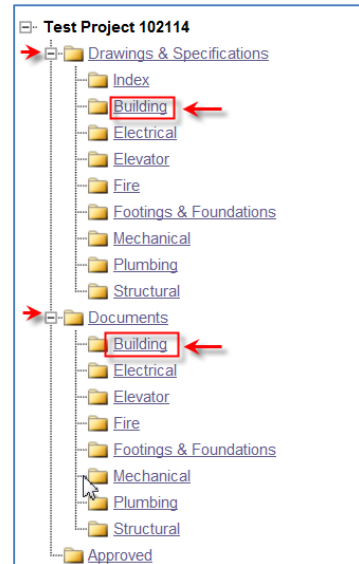 Test Project 102114
Drawings & Specifications
Index
Building
Electrical
Elevator
Fire
Footings & Foundations
Mechanical
Plumbing
Structural
Documents
Building
Electrical
Elevator
Fire
Footings & Foundations
Mechanical
Plumbing
Structural
Approved